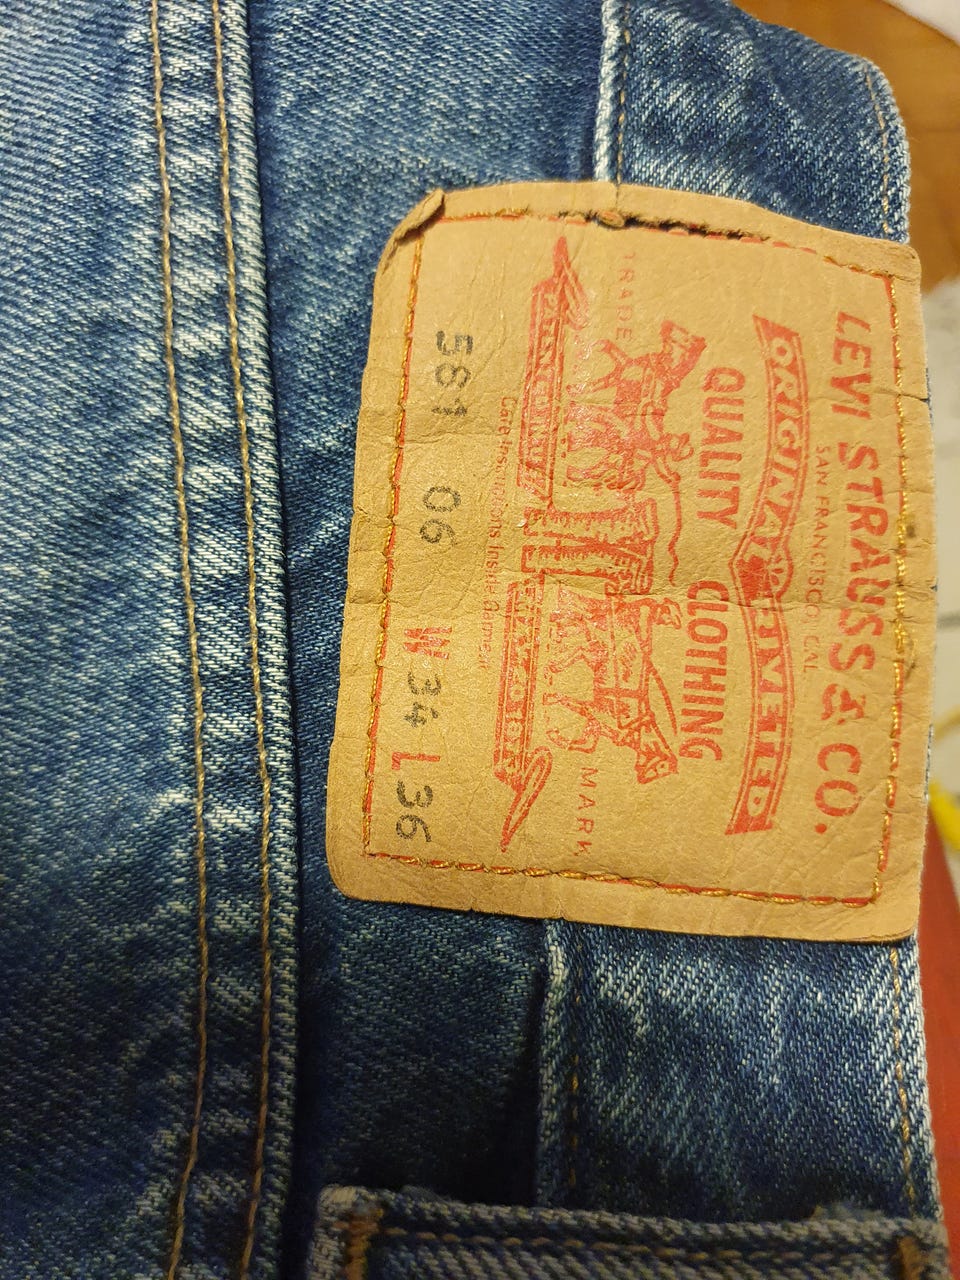 LEVI STRAUSS & CO.
SAN FRANCISCO, CAL
ORIGINAL RIVETED
QUALITY CLOTHING
TRADE MARK
Care Instructions Inside Garment
581 06 W 34 L 36